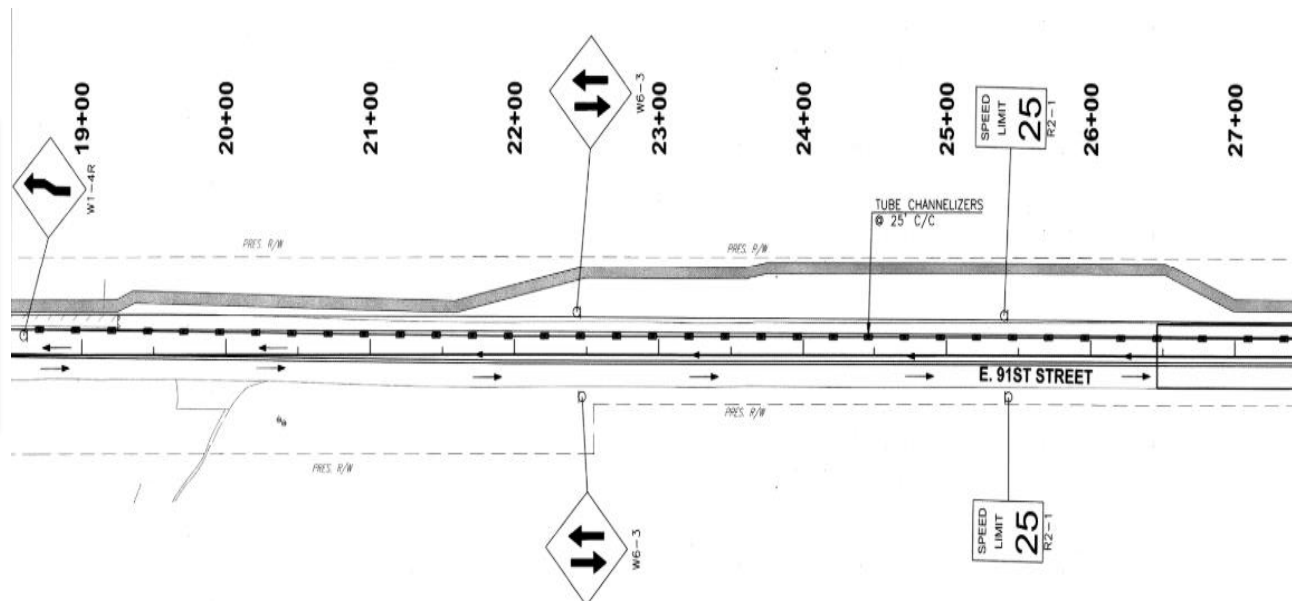 19+00
20+00
21+00
22+00
23+00
24+00
25+00
26+00
27+00
W1-4R
W6-3
SPEED
LIMIT
25
R2-1
TUBE CHANNELIZERS
@ 25' C/C
PRES. R/W
PRES. R/W
E. 91ST STREET
PRES. R/W
PRES. R/W
W6-3
SPEED
LIMIT
25
R2-1